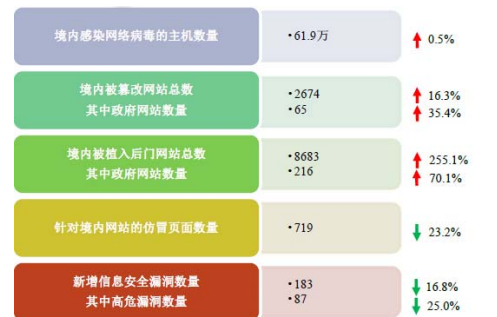 境内感染网络病毒的主机数量 •61.9万 0.5%
境内被篡改网站总数 •2674 16.3%
其中政府网站数量 •65 35.4%
境内被植入后门网站总数 •8683 255.1%
其中政府网站数量 •216 70.1%
针对境内网站的仿冒页面数量 •719 23.2%
新增信息安全漏洞数量 •183 16.8%
其中高危漏洞数量 •87 25.0%